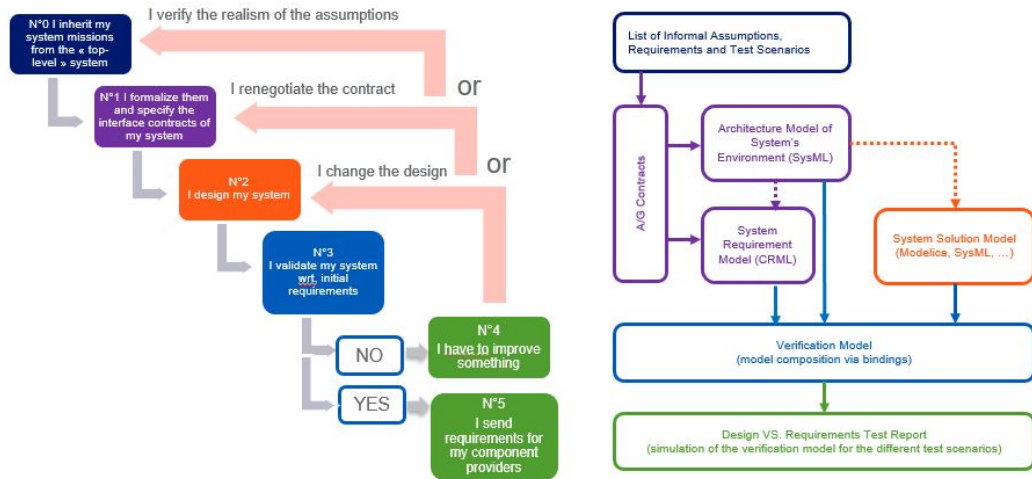 I verify the realism of the assumptions
N°0 I inherit my
system missions
from the « top-
level » system
or
I renegotiate the contract
N°1 I formalize them
and specify the
interface contracts of
my system
or
I change the design
N°2
I design my system
N°3
I validate my system
wrt. initial
requirements
NO
N°4
I have to improve
something
YES
N°5
I send
requirements for
my component
providers
List of Informal Assumptions,
Requirements and Test Scenarios
A/G Contracts
Architecture Model of
System's
Environment (SysML)
System
Requirement
Model (CRML)
System Solution Model
(Modelica, SysML, ...)
Verification Model
(model composition via bindings)
Design VS. Requirements Test Report
(simulation of the verification model for the different test scenarios)